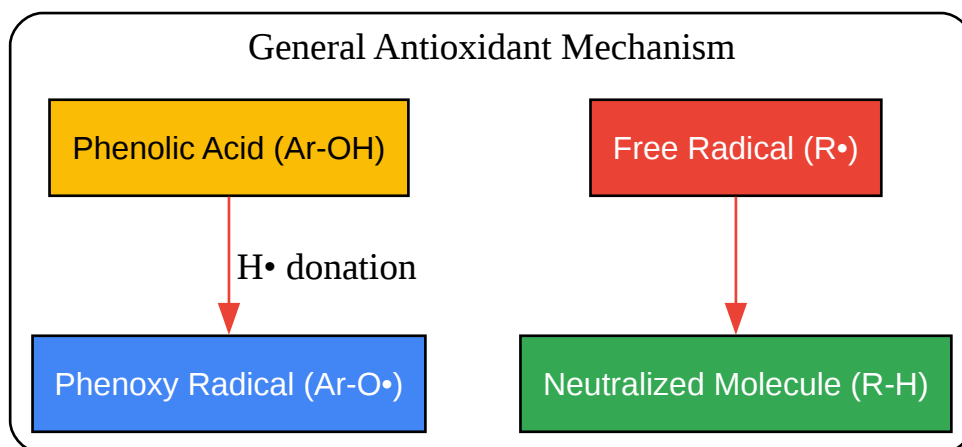 General Antioxidant Mechanism
Phenolic Acid (Ar-OH)
Free Radical (R•)
H• donation
Phenoxy Radical (Ar-O•)
Neutralized Molecule (R-H)